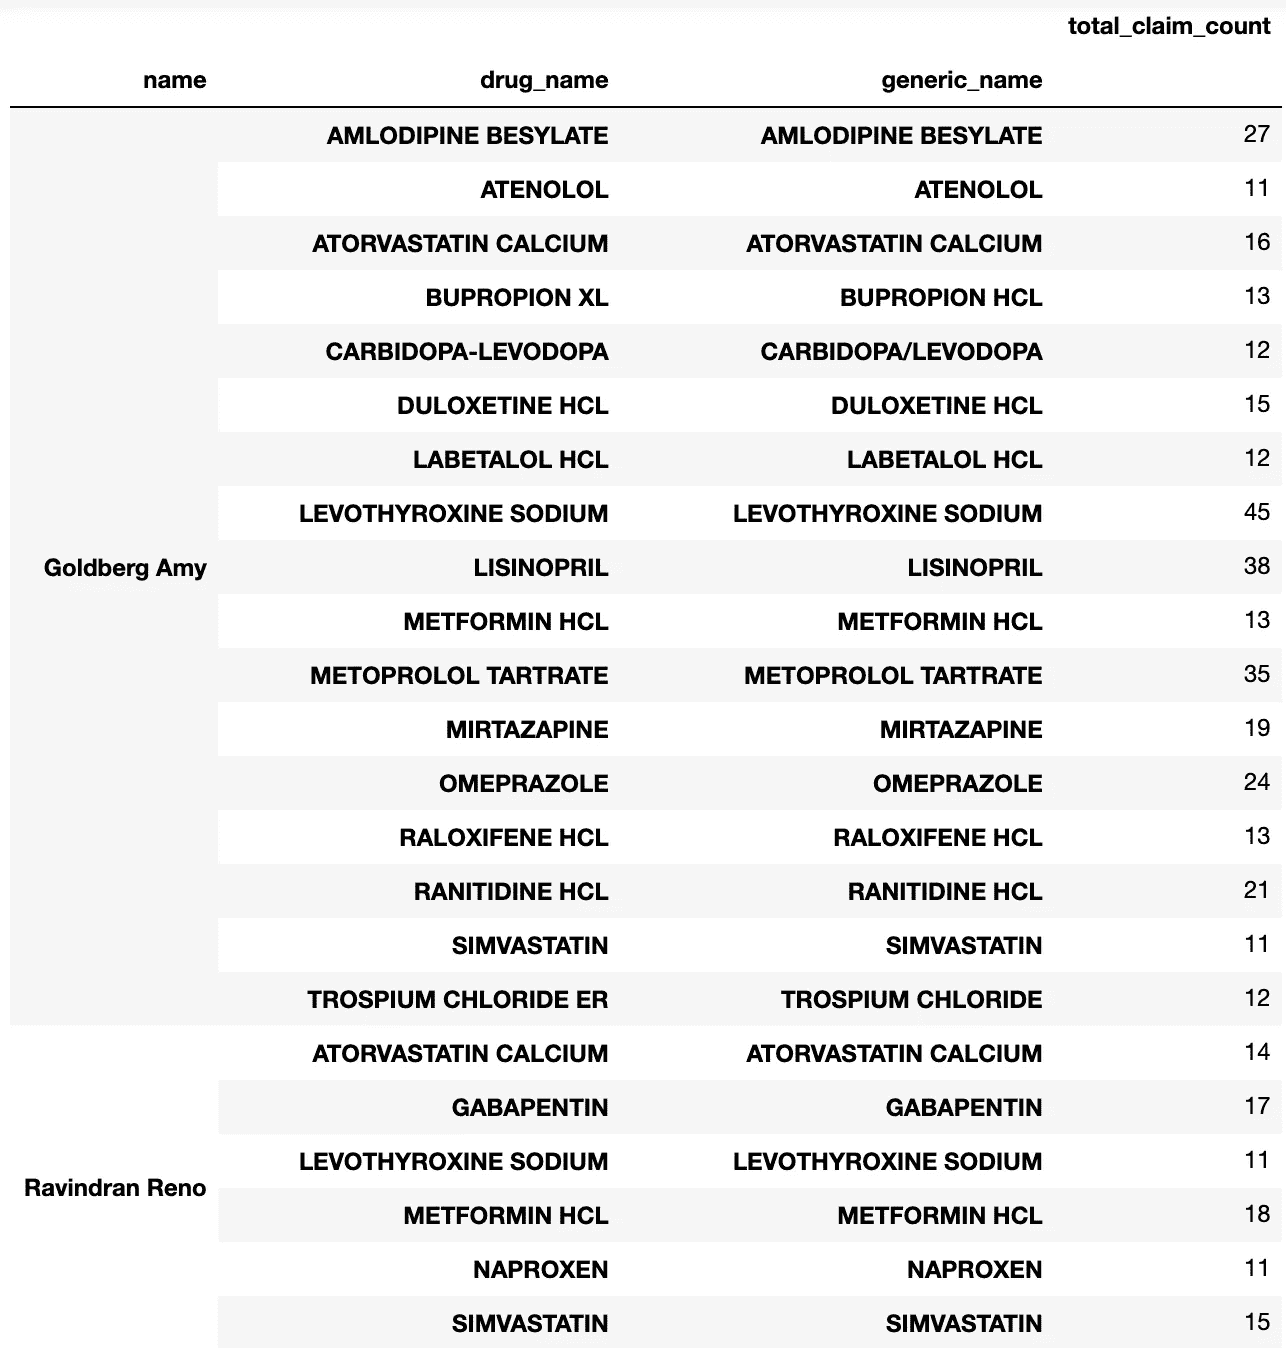 total_claim_count
name drug_name generic_name
AMLODIPINE BESYLATE AMLODIPINE BESYLATE 27
ATENOLOL ATENOLOL 11
ATORVASTATIN CALCIUM ATORVASTATIN CALCIUM 16
BUPROPION XL BUPROPION HCL 13
CARBIDOPA-LEVODOPA CARBIDOPA/LEVODOPA 12
DULOXETINE HCL DULOXETINE HCL 15
LABETALOL HCL LABETALOL HCL 12
LEVOTHYROXINE SODIUM LEVOTHYROXINE SODIUM 45
Goldberg Amy LISINOPRIL LISINOPRIL 38
METFORMIN HCL METFORMIN HCL 13
METOPROLOL TARTRATE METOPROLOL TARTRATE 35
MIRTAZAPINE MIRTAZAPINE 19
OMEPRAZOLE OMEPRAZOLE 24
RALOXIFENE HCL RALOXIFENE HCL 13
RANITIDINE HCL RANITIDINE HCL 21
SIMVASTATIN SIMVASTATIN 11
TROSPIUM CHLORIDE ER TROSPIUM CHLORIDE 12
ATORVASTATIN CALCIUM ATORVASTATIN CALCIUM 14
GABAPENTIN GABAPENTIN 17
LEVOTHYROXINE SODIUM LEVOTHYROXINE SODIUM 11
Ravindran Reno
METFORMIN HCL METFORMIN HCL 18
NAPROXEN NAPROXEN 11
SIMVASTATIN SIMVASTATIN 15